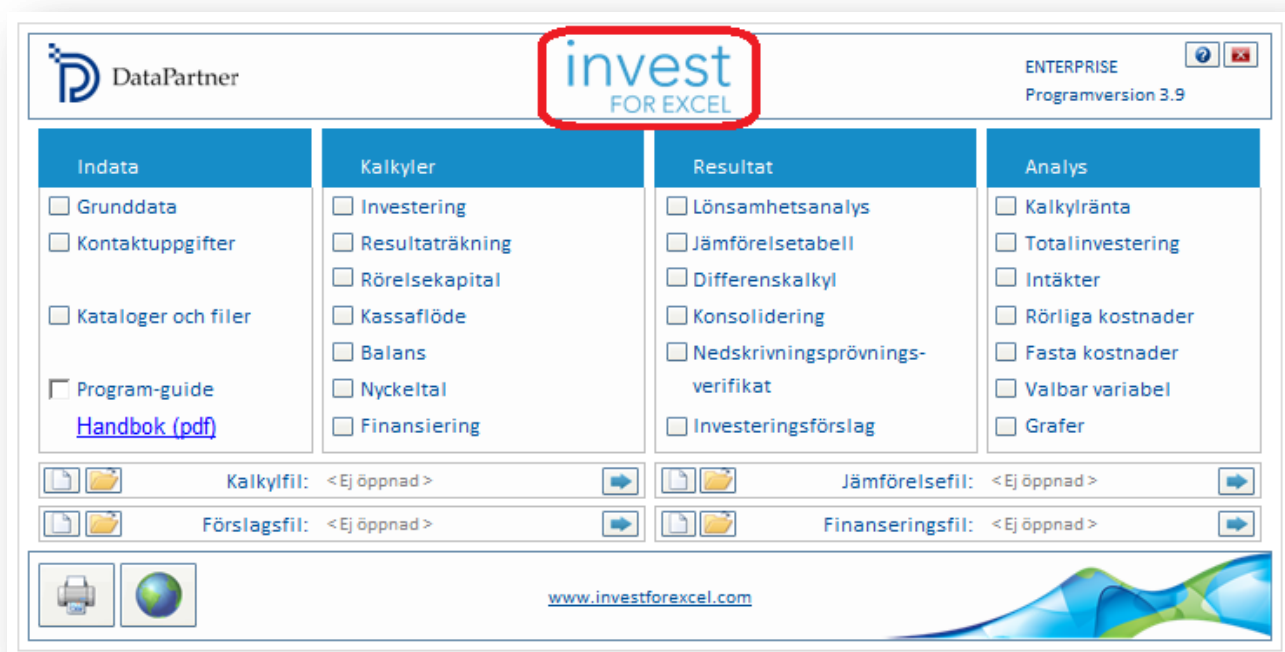 DataPartner
invest
FOR EXCEL
ENTERPRISE
Programversion 3.9
Indata
Grunddata
Kontaktuppgifter
Kataloger och filer
Program-guide
Handbok (pdf)
Kalkyler
Investering
Resultaträkning
Rörelsekapital
Kassaflöde
Balans
Nyckeltal
Finansiering
Resultat
Lönsamhetsanalys
Jämförelsetabell
Differenskalkyl
Konsolidering
Nedskrivningsprövnings-
verifikat
Investeringsförslag
Analys
Kalkylränta
Totalinvestering
Intäkter
Rörliga kostnader
Fasta kostnader
Valbar variabel
Grafer
Kalkylfil: <Ej öppnad>
Jämförelsefil: <Ej öppnad>
Förslagsfil: <Ej öppnad>
Finanseringsfil: <Ej öppnad>
www.investforexcel.com